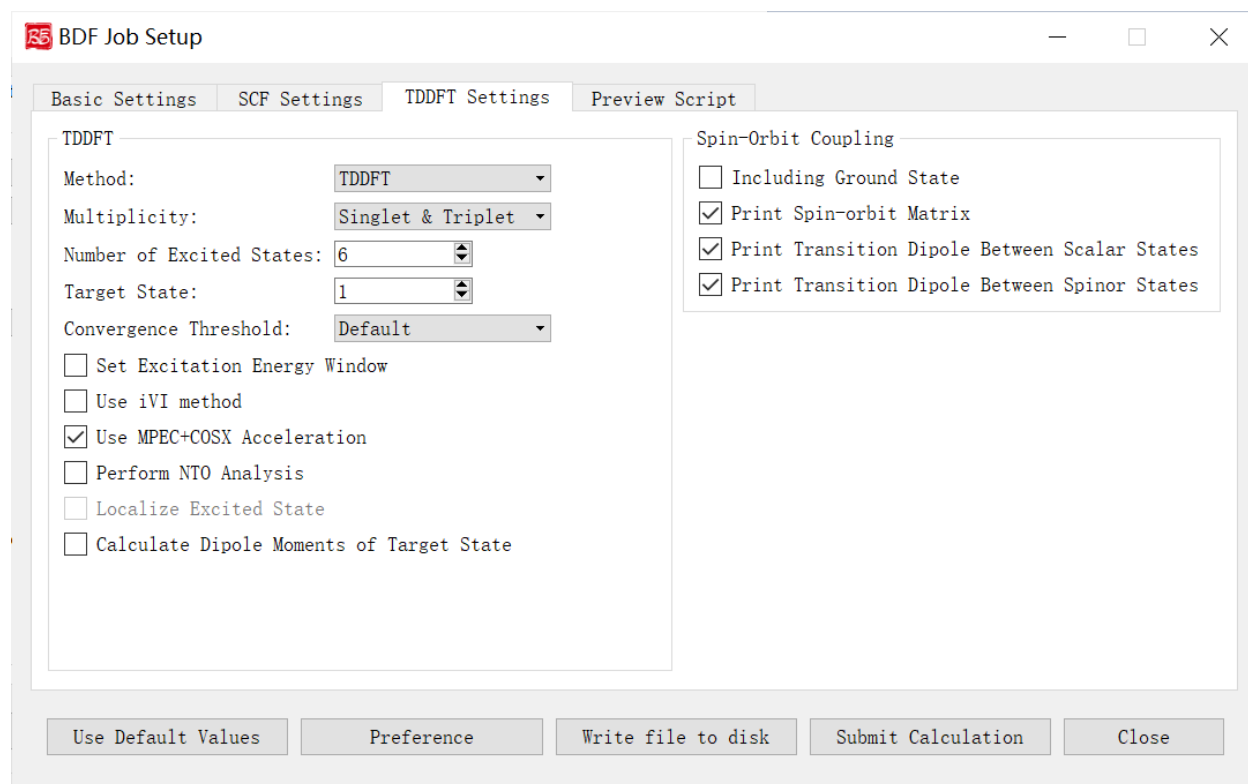 BDF Job Setup
Basic Settings
SCF Settings
TDDFT Settings
Preview Script
TDDFT
Method:
TDDFT
Multiplicity:
Singlet & Triplet
Number of Excited States:
6
Target State:
1
Convergence Threshold:
Default
Set Excitation Energy Window
Use iVI method
Use MPEC+COSX Acceleration
Perform NTO Analysis
Localize Excited State
Calculate Dipole Moments of Target State
Spin-Orbit Coupling
Including Ground State
Print Spin-orbit Matrix
Print Transition Dipole Between Scalar States
Print Transition Dipole Between Spinor States
Use Default Values
Preference
Write file to disk
Submit Calculation
Close